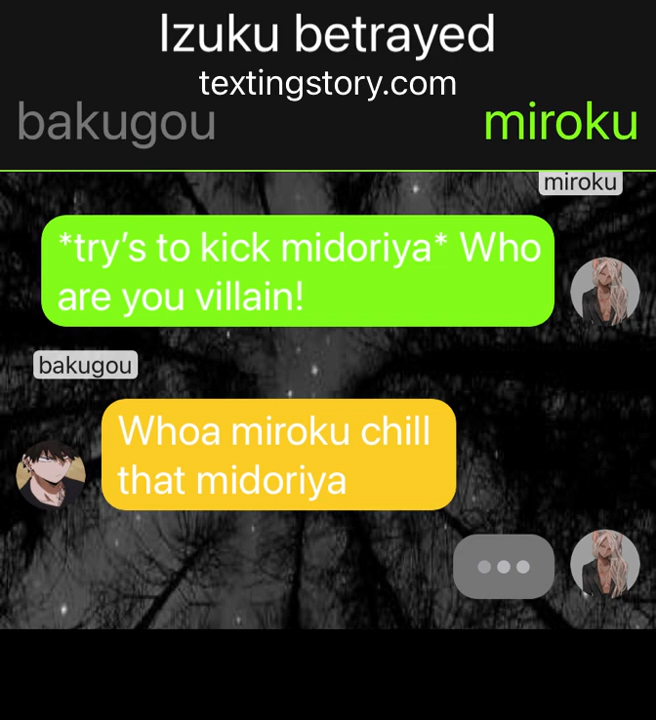 Izuku betrayed
textingstory.com
bakugou
miroku
miroku
*try's to kick midoriya* Who
are you villain!
bakugou
Whoa miroku chill
that midoriya